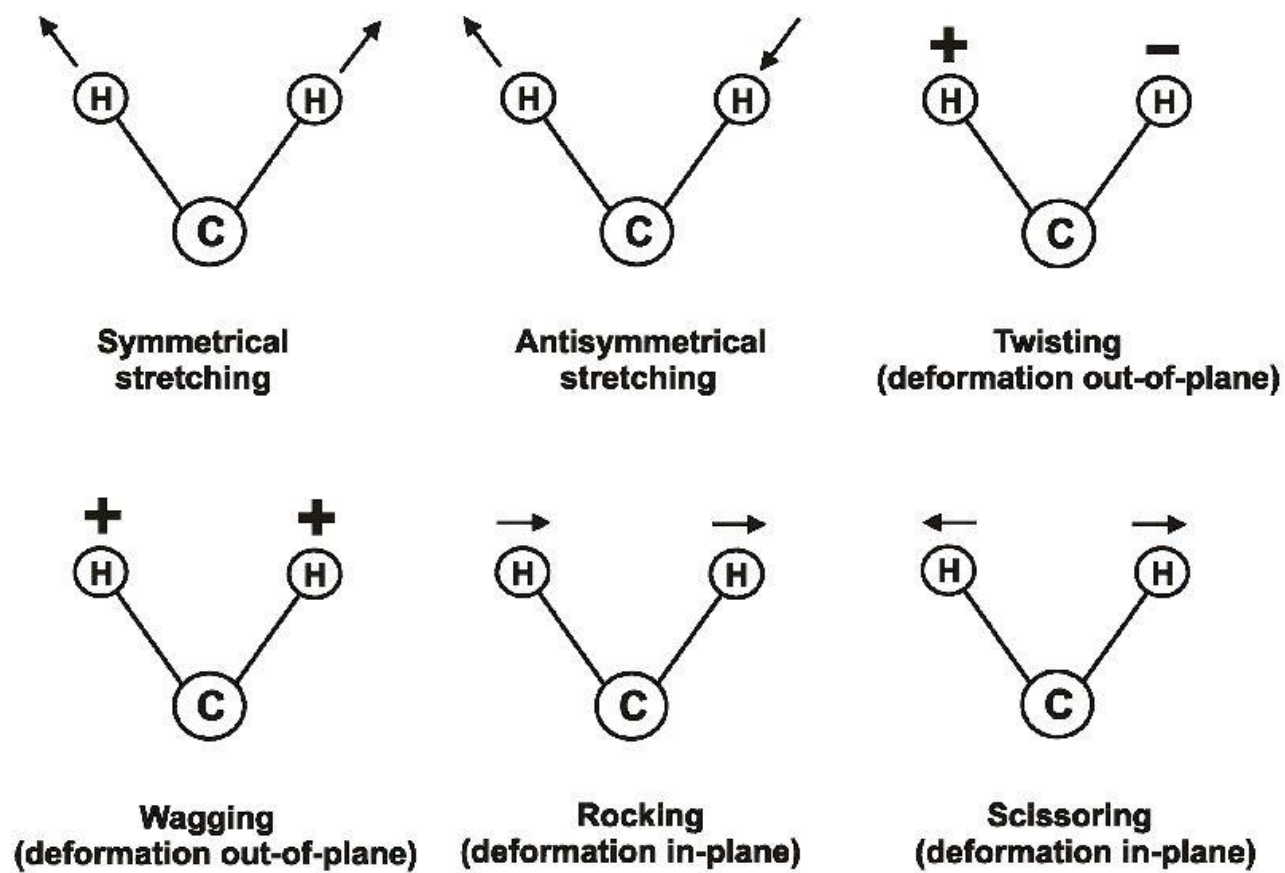 + −
H H H H H H
C C C
Symmetrical
stretching
Antisymmetrical
stretching
Twisting
(deformation out-of-plane)
+ +
H H H H H H
C C C
Wagging
(deformation out-of-plane)
Rocking
(deformation in-plane)
Scissoring
(deformation in-plane)